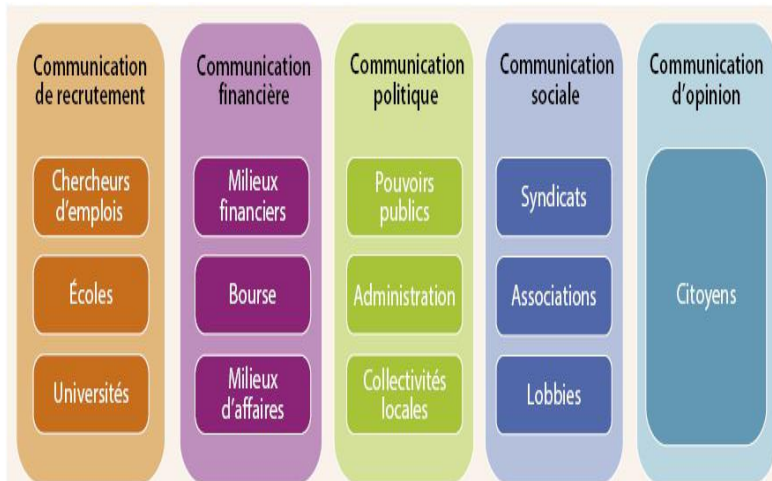 Communication
de recrutement
Chercheurs
d'emplois
Écoles
Universités
Communication
financière
Milieux
financiers
Bourse
Milieux
d'affaires
Communication
politique
Pouvoirs
publics
Administration
Collectivités
locales
Communication
sociale
Syndicats
Associations
Lobbies
Communication
d'opinion
Citoyens